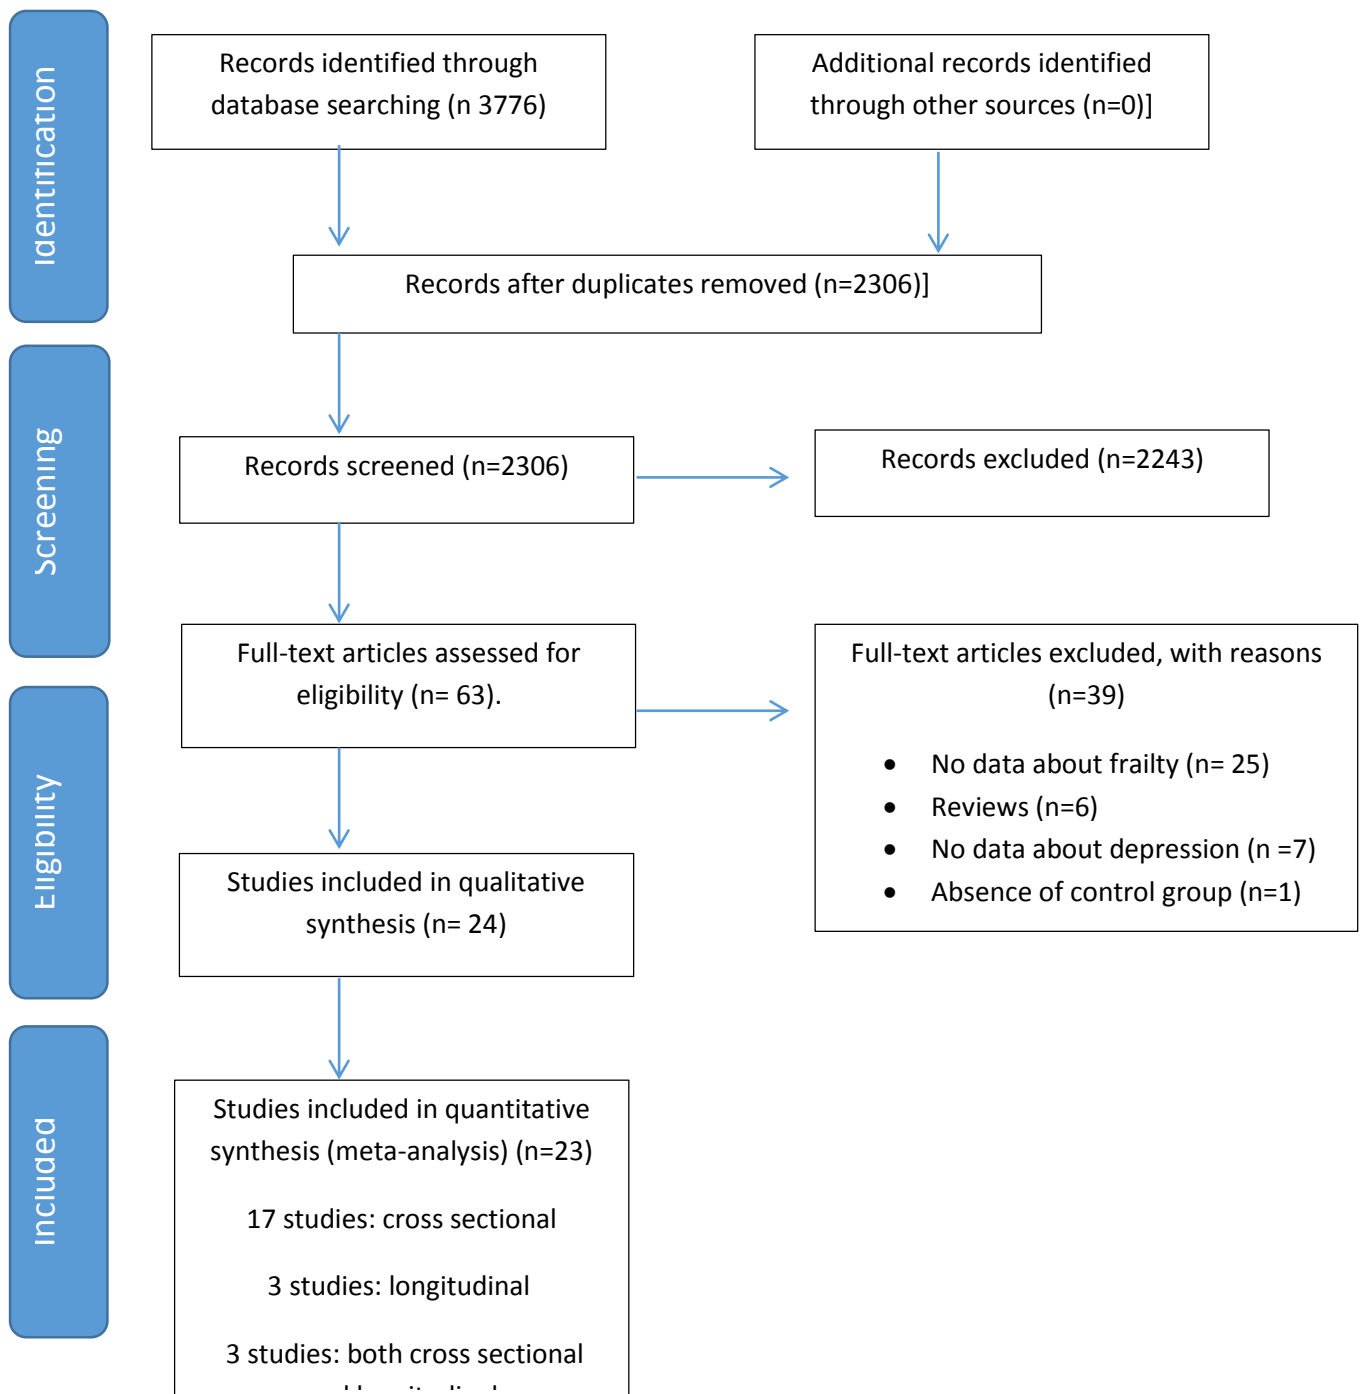 Identification
Records identified through
database searching (n 3776)
Additional records identified
through other sources (n=0)]
Records after duplicates removed (n=2306)]
Screening
Records screened (n=2306)
Records excluded (n=2243)
Full-text articles assessed for
eligibility (n= 63).
Full-text articles excluded, with reasons
(n=39)
• No data about frailty (n= 25)
• Reviews (n=6)
• No data about depression (n =7)
• Absence of control group (n=1)
Eligibility
Studies included in qualitative
synthesis (n= 24)
Included
Studies included in quantitative
synthesis (meta-analysis) (n=23)
17 studies: cross sectional
3 studies: longitudinal
3 studies: both cross sectional